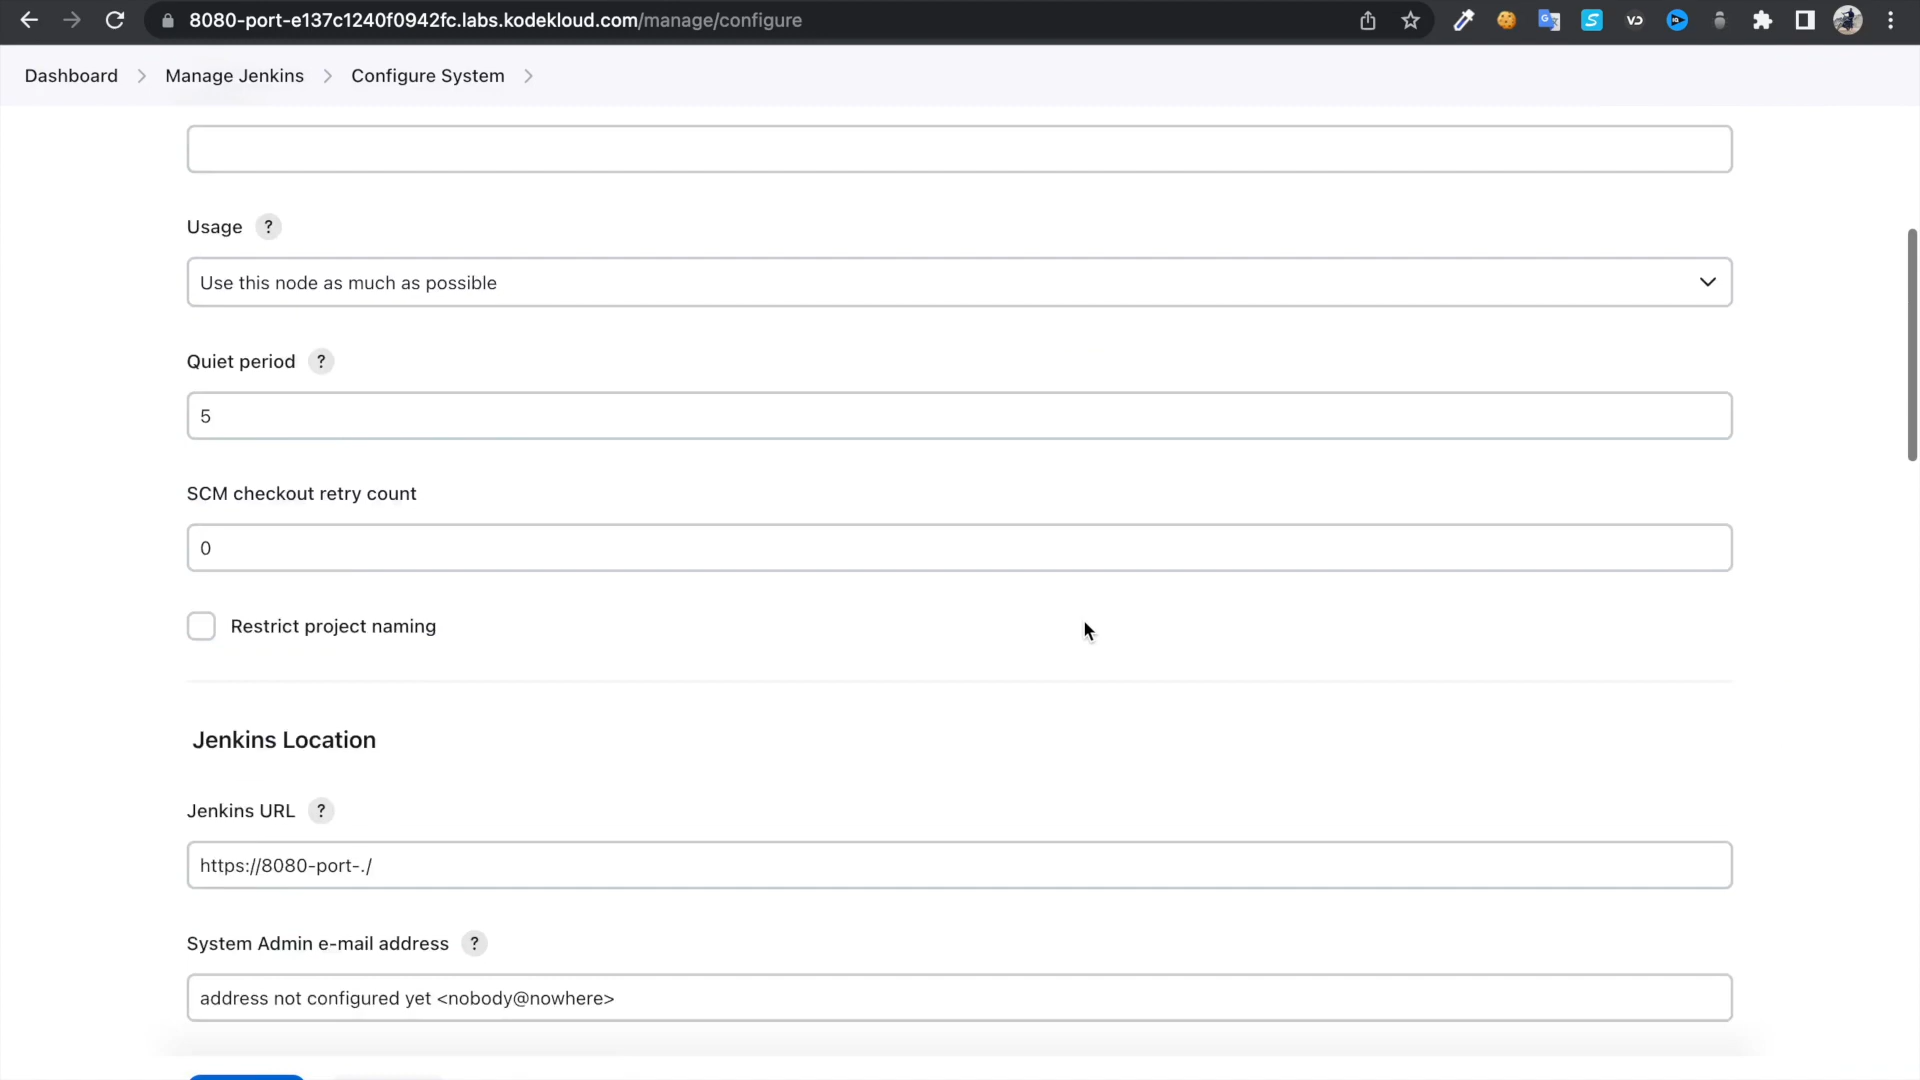 8080-port-e137c1240f0942fc.labs.kodekloud.com/manage/configure
Dashboard
Manage Jenkins
Configure System
Usage ?
Use this node as much as possible
Quiet period ?
5
SCM checkout retry count
0
Restrict project naming
Jenkins Location
Jenkins URL ?
https://8080-port-./
System Admin e-mail address ?
address not configured yet <nobody@nowhere>